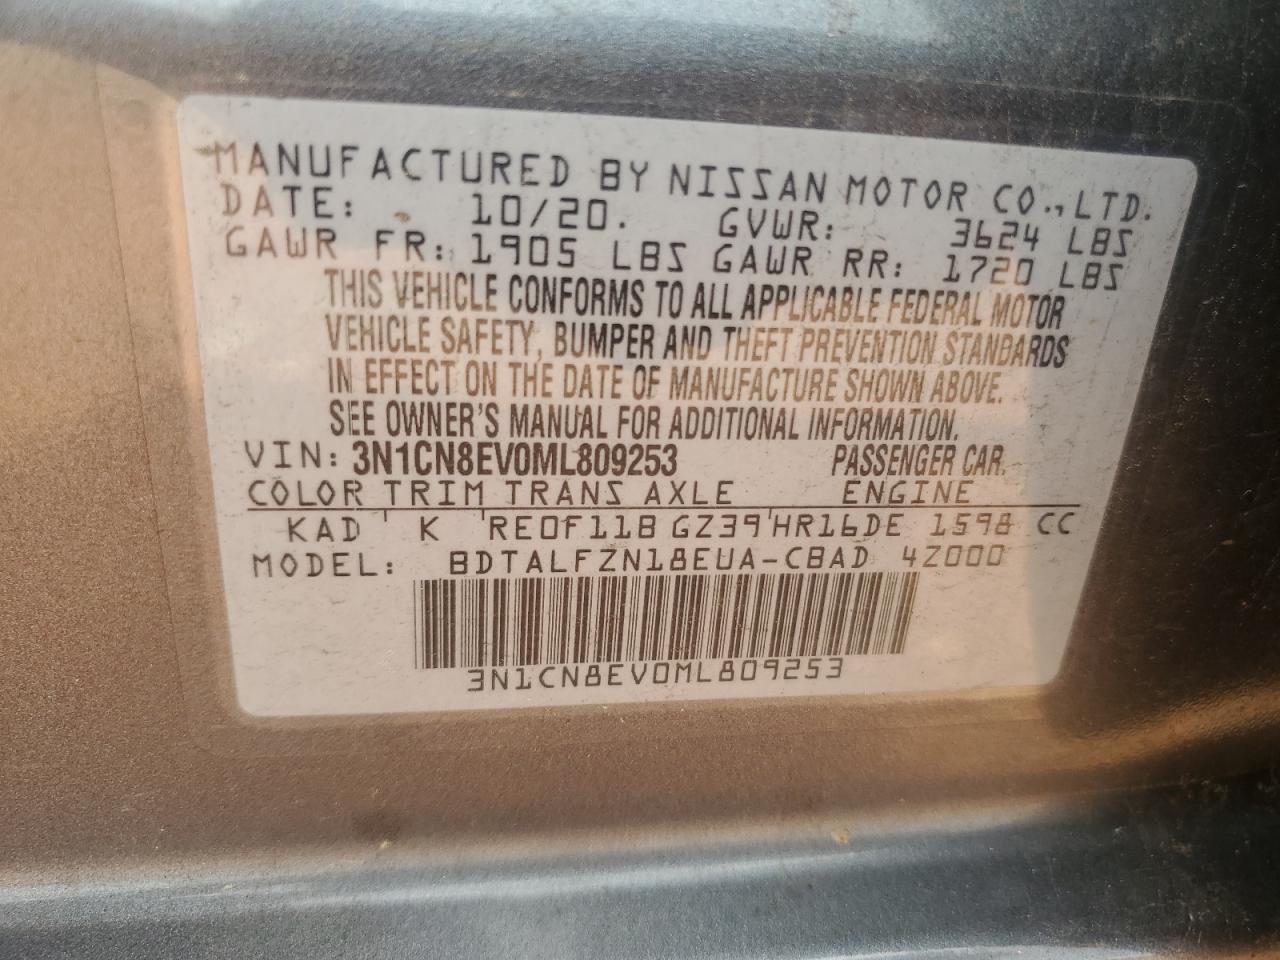 MANUFACTURED BY NISSAN MOTOR CO., LTD.
DATE: 10/20. GVWR: 3624 LBS
GAWR FR: 1905 LBS GAWR RR: 1720 LBS
THIS VEHICLE CONFORMS TO ALL APPLICABLE FEDERAL MOTOR
VEHICLE SAFETY, BUMPER AND THEFT PREVENTION STANDARDS
IN EFFECT ON THE DATE OF MANUFACTURE SHOWN ABOVE.
SEE OWNER'S MANUAL FOR ADDITIONAL INFORMATION.
VIN: 3N1CN8EV0ML809253 PASSENGER CAR.
COLOR TRIM TRANS AXLE ENGINE
KAD ' K 'RE0F11B GZ39'HR16DE 1598 CC
MODEL: BDTALFZN18EUA-CBAD 4Z000
3N1CN8EV0ML809253